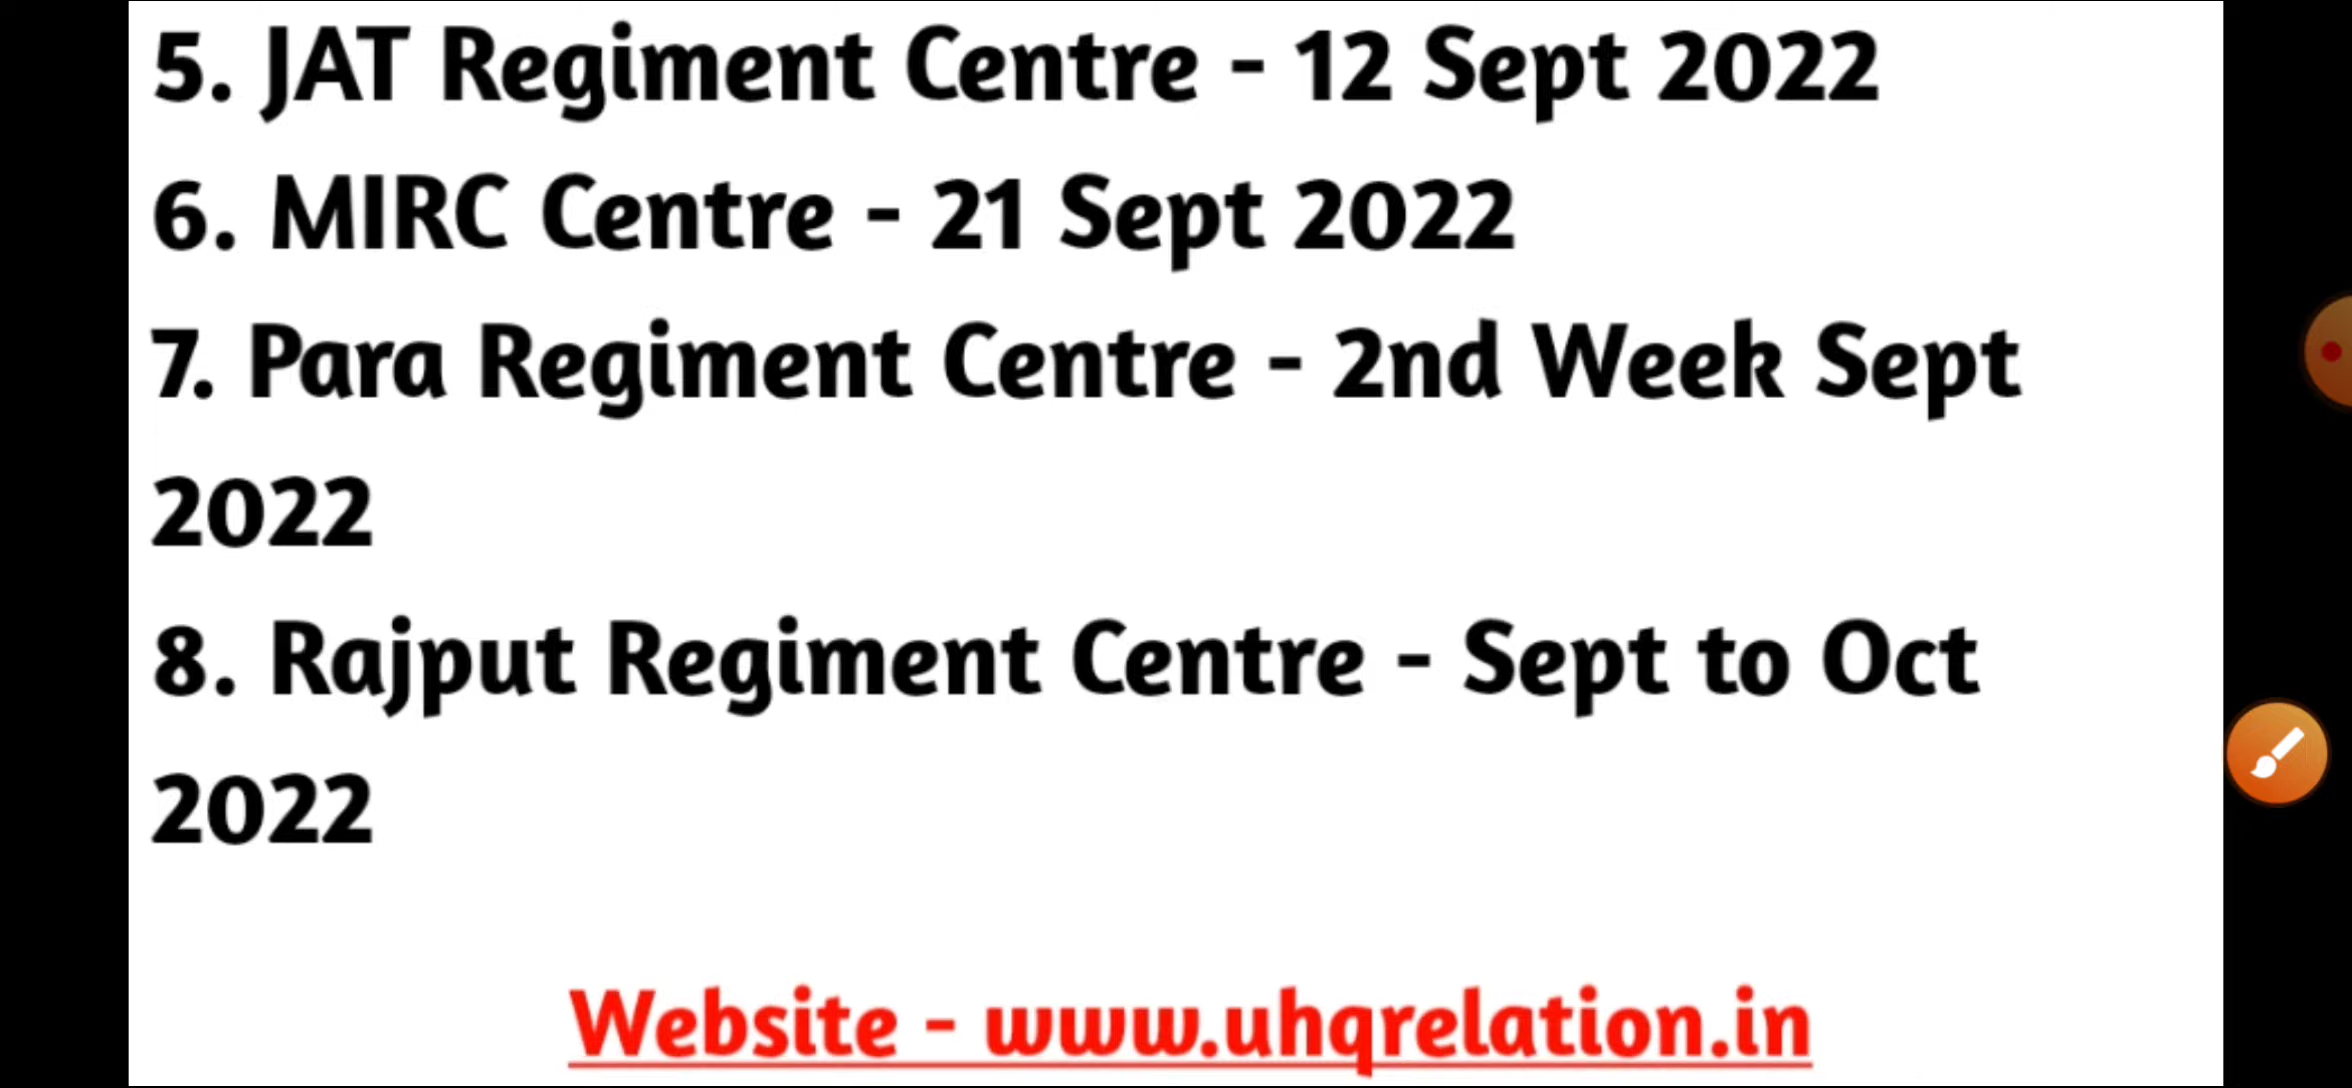 5. JAT Regiment Centre - 12 Sept 2022
6. MIRC Centre - 21 Sept 2022
7. Para Regiment Centre - 2nd Week Sept
2022
8. Rajput Regiment Centre - Sept to Oct
2022
Website - www.uhqrelation.in